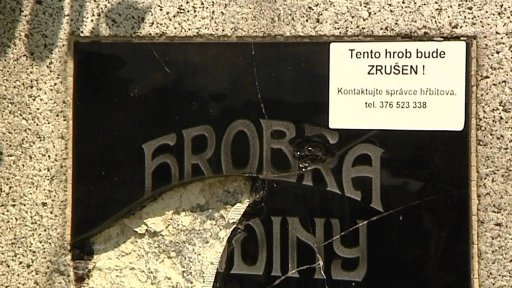 Tento hrob bude
ZRUŠEN !
Kontaktujte správce hřbitova.
tel. 376 523 338
HROBKA
DINY